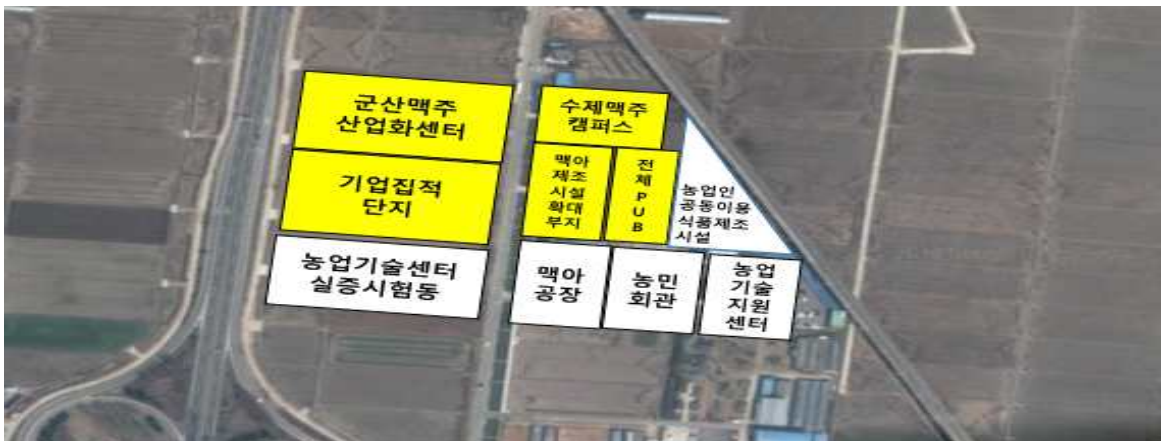 군산맥주
산업화센터
수제맥주
캠퍼스
기업집적
단지
맥아
제조
시설
확대
부지
전
체
P
U
B
농업인
공동이용
식품제조
시설
농업기술센터
실증시험동
맥아
공장
농민
회관
농업
기술
지원
센터